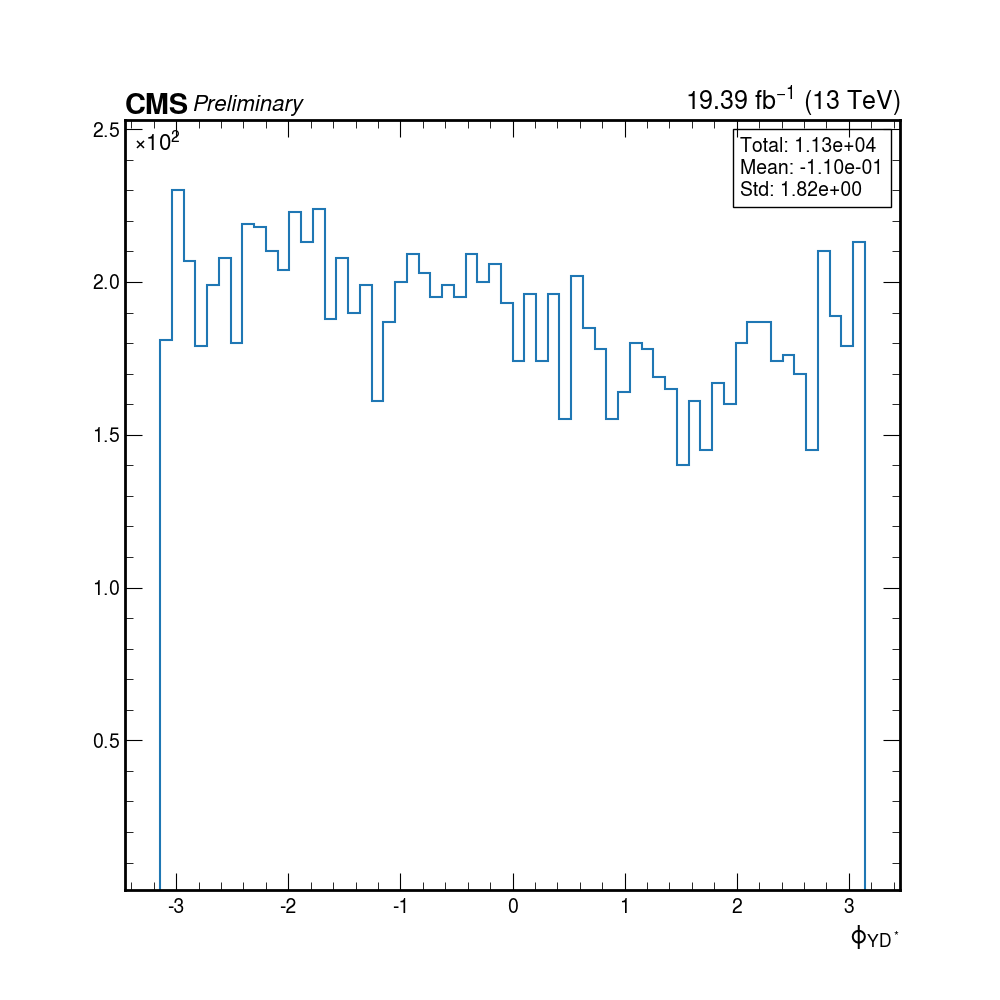 CMS Preliminary 19.39 fb⁻¹ (13 TeV)
×10²
Total: 1.13e+04
Mean: -1.10e-01
Std: 1.82e+00
2.5
2.0
1.5
1.0
0.5
-3 -2 -1 0 1 2 3
ϕYD*